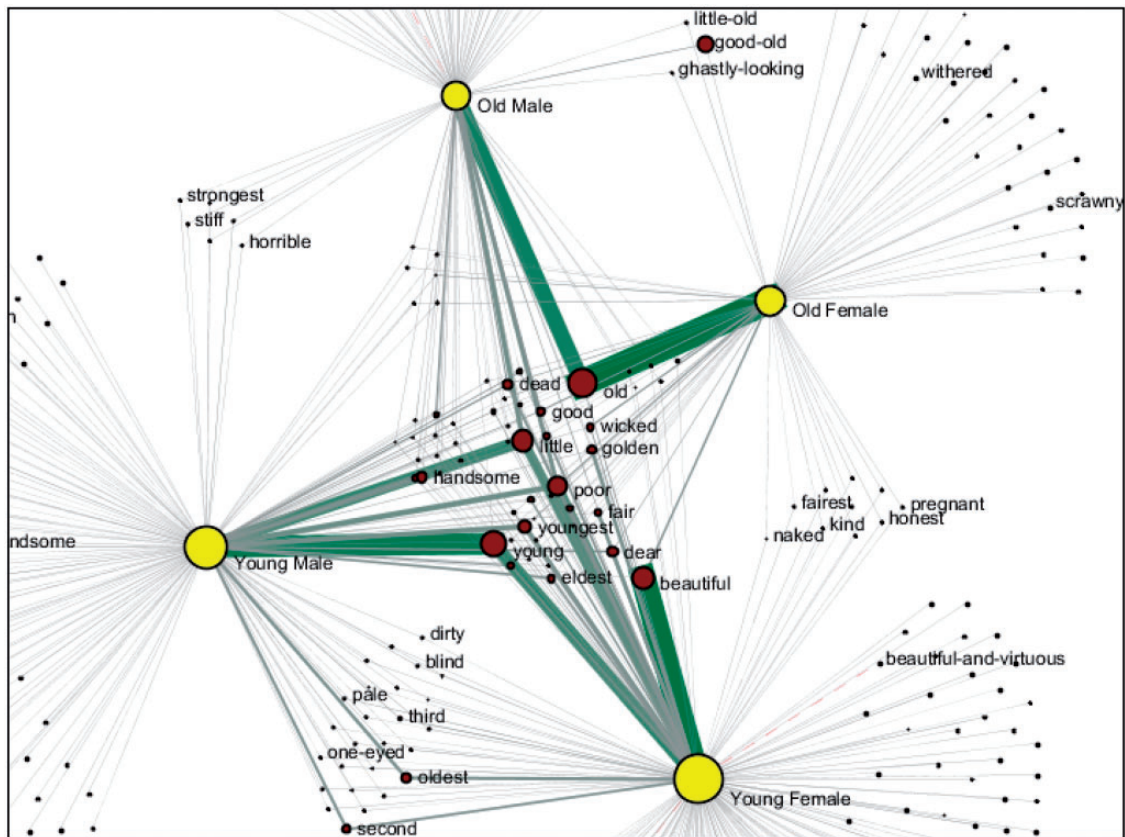 little-old
good-old
ghastly-looking
withered
Old Male
strongest
scrawny
stiff
horrible
Old Female
n
dead
old
good
wicked
little
golden
handsome
poor
fairest
pregnant
fair
youngest
kind
honest
ndsome
naked
young
dear
Young Male
eldest
beautiful
dirty
blind
beautiful-and-virtuous
pale
third
one-eyed
oldest
Young Female
second